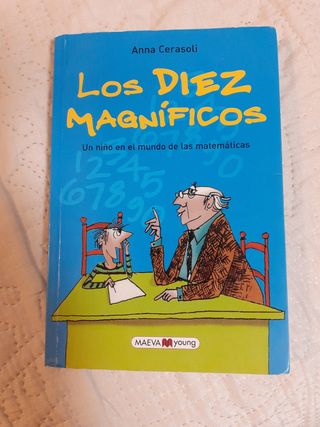 Anna Cerasoli
LOS DIEZ
MAGNÍFICOS
Un niño en el mundo de las matemáticas
MAEVA young